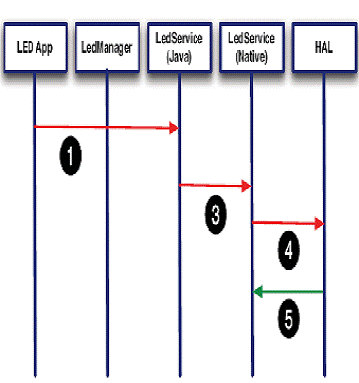 LED App
LedManager
LedService
(Java)
LedService
(Native)
HAL
1
3
4
5